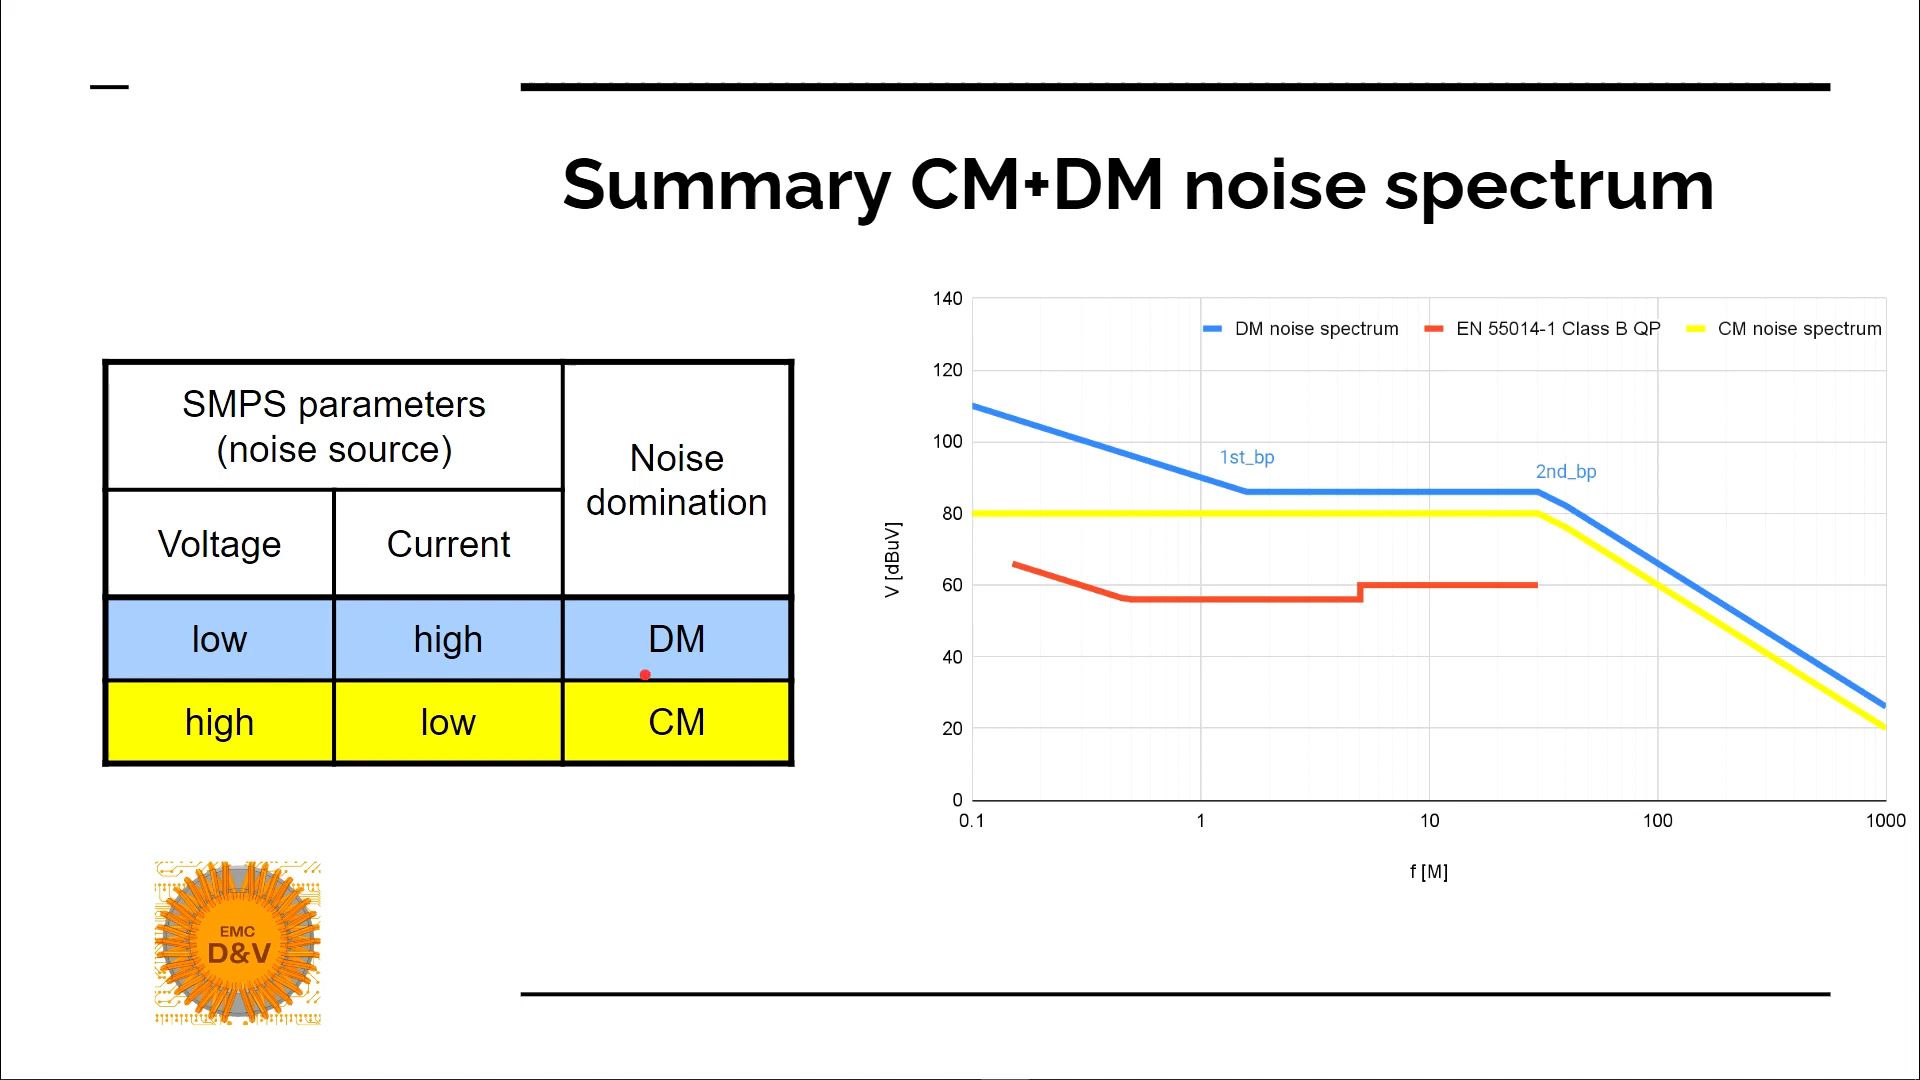 Summary CM+DM noise spectrum
SMPS parameters
(noise source)
Noise
domination
Voltage
Current
low
high
DM
high
low
CM
DM noise spectrum
EN 55014-1 Class B QP
CM noise spectrum
140
120
100
80
60
40
20
0
V [dBuV]
1st_bp
2nd_bp
0.1
1
10
100
1000
f [M]
EMC
D&V